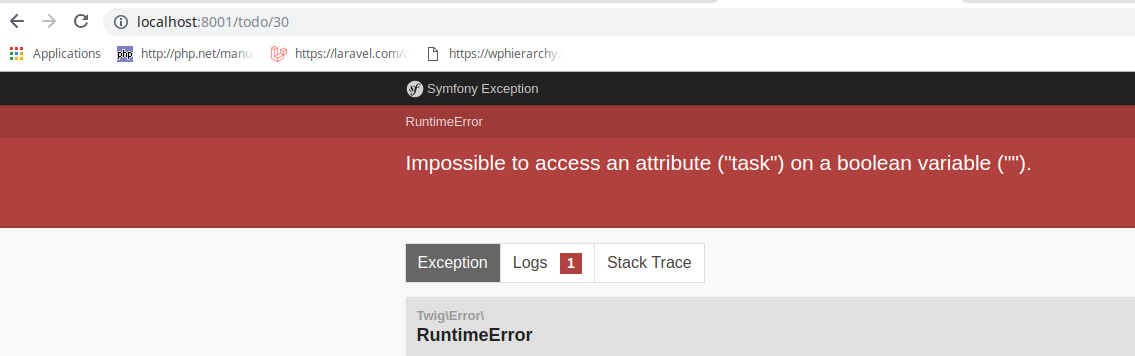 localhost:8001/todo/30
Applications php http://php.net/manu https://laravel.com/ https://wphierarchy.
sf Symfony Exception
RuntimeError
Impossible to access an attribute ("task") on a boolean variable ("").
Exception Logs 1 Stack Trace
Twig\Error\
RuntimeError